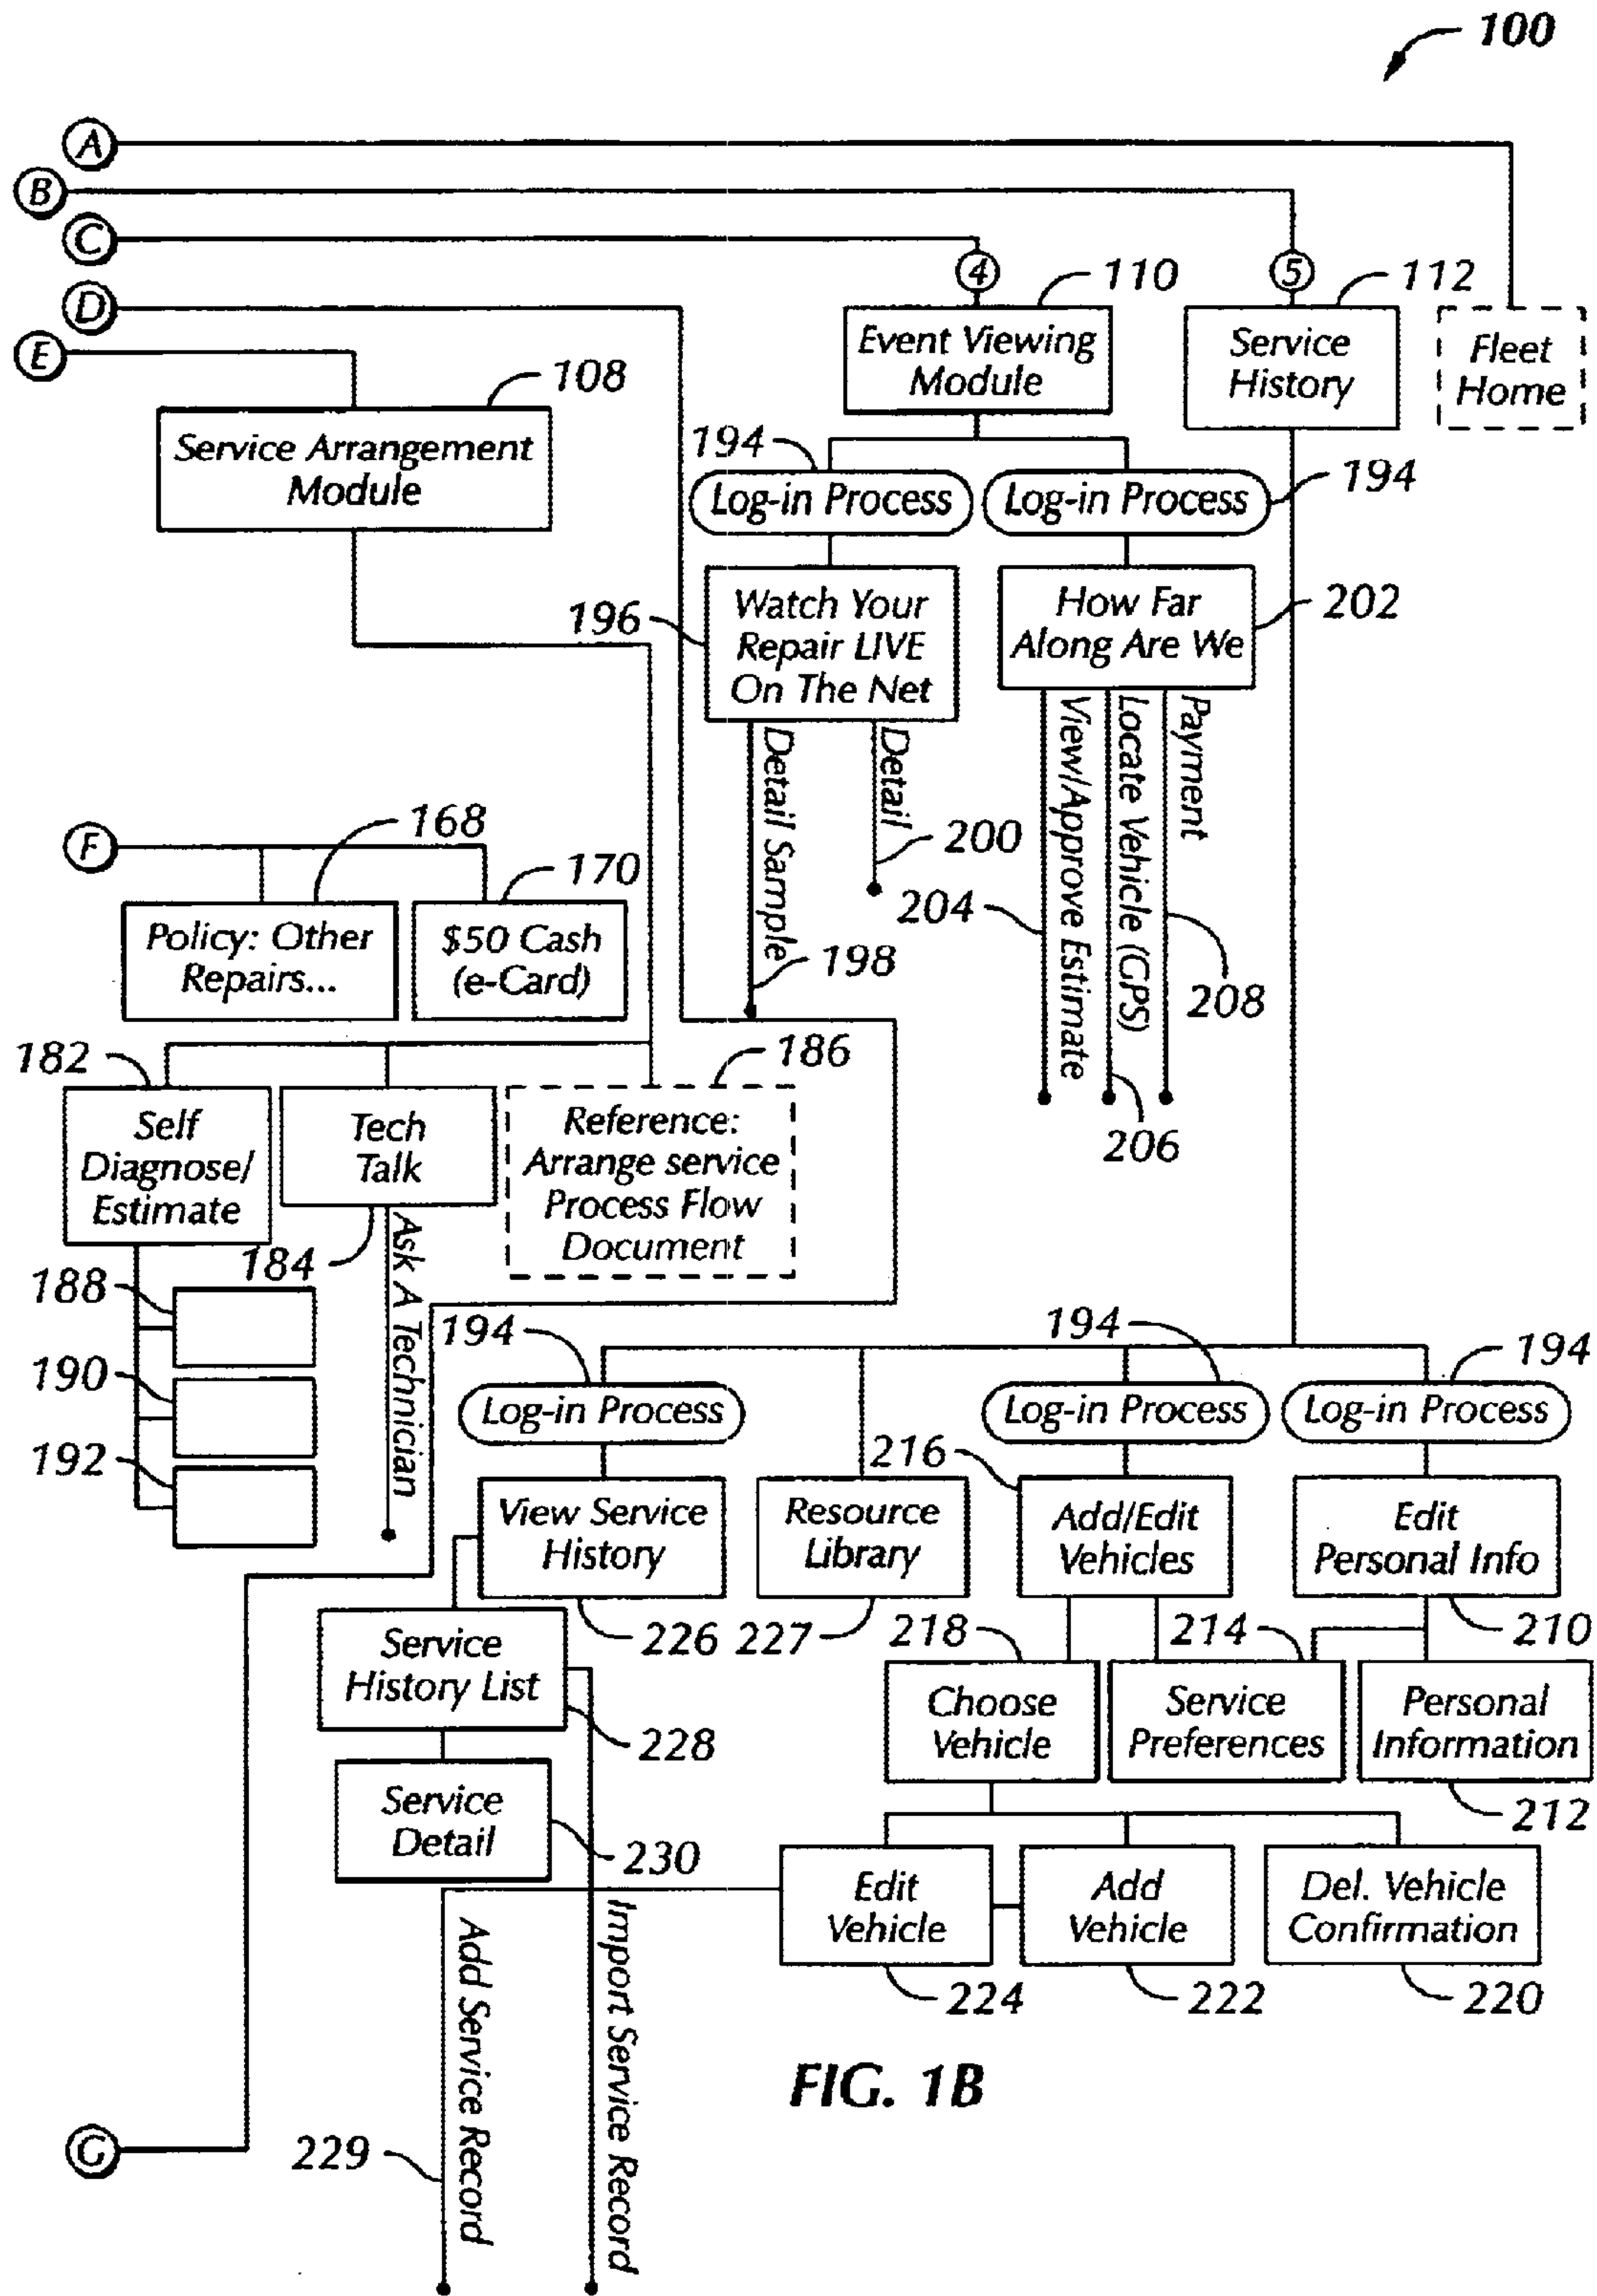 100
A
B
C
4
5
110
112
D
E
Event Viewing
Module
Service
History
Fleet
Home
108
Service Arrangement
Module
194
Log-in Process
Log-in Process
194
196
Watch Your
Repair LIVE
On The Net
How Far
Along Are We
202
Detail Sample
Detail
View/Approve Estimate
Locate Vehicle (GPS)
Payment
F
168
170
200
204
Policy: Other
Repairs...
$50 Cash
(e-Card)
198
208
182
186
206
Self
Diagnose/
Estimate
Tech
Talk
Reference:
Arrange service
Process Flow
Document
184
Ask A Technician
188
190
192
194
194
194
Log-in Process
Log-in Process
Log-in Process
216
View Service
History
Resource
Library
Add/Edit
Vehicles
Edit
Personal Info
226
227
218
214
210
Service
History List
228
Choose
Vehicle
Service
Preferences
Personal
Information
212
Service
Detail
230
Edit
Vehicle
Add
Vehicle
Del. Vehicle
Confirmation
224
222
220
Add Service Record
Import Service Record
FIG. 1B
G
229